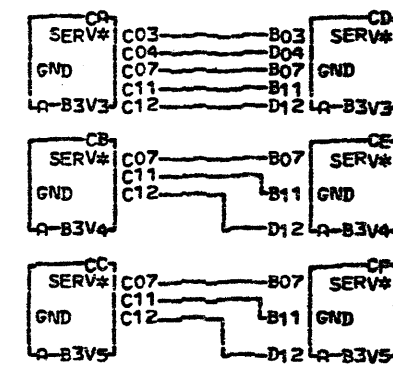 CA CD
SERV* C03 B03 SERV*
C04 D04
GND C07 B07 GND
C11 B11
A-B3V3 C12 D12 A-B3V3
CB CE
SERV* C07 B07 SERV*
C11
GND C12 B11 GND
A-B3V4 D12 A-B3V4
CC CF
SERV* C07 B07 SERV*
C11
GND C12 B11 GND
A-B3V5 D12 A-B3V5